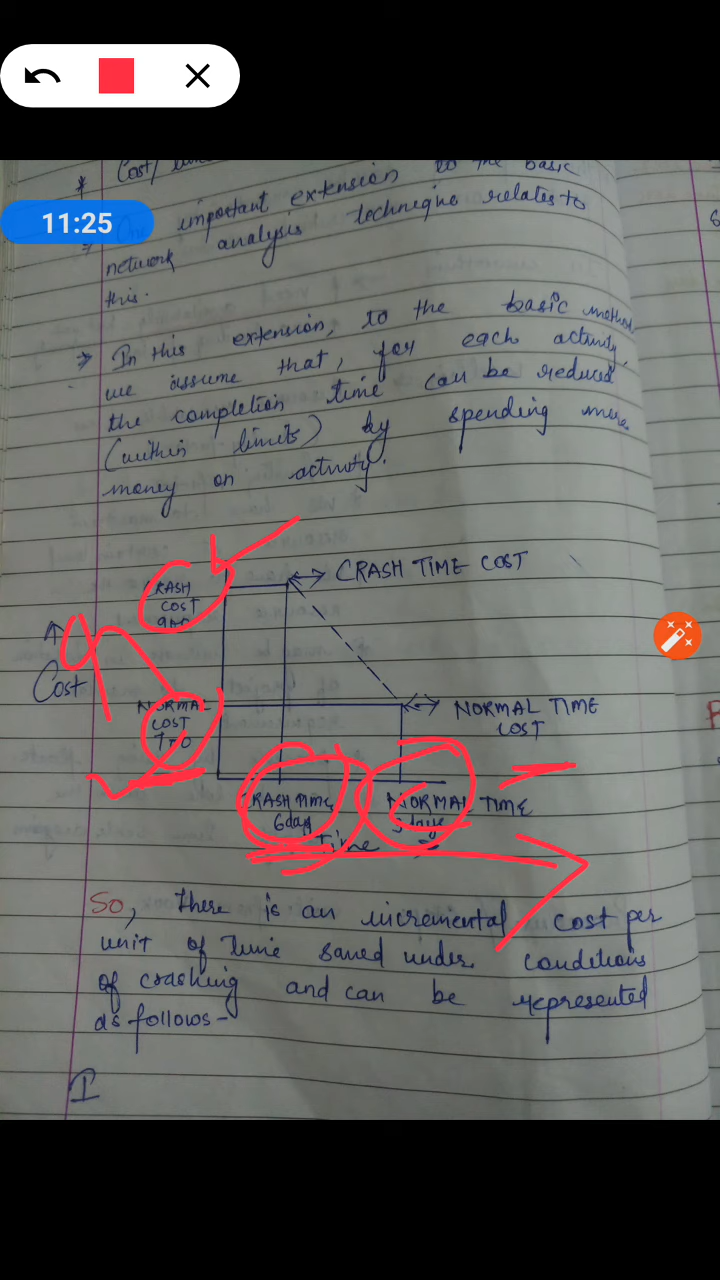 * Cost/
11:25
important extension to the basic
network analysis technique relates to
this.
⇒ In this extension, to the basic method,
we assume that, for each activity,
the completion time can be reduced
(within limits) by spending more
money on activity.
CRASH TIME COST
RASH
COST
↑
Cost
NORMAL
COST
NORMAL TIME
COST
RASH TIME
6day
NORMAL TIME
days
Time
So, there is an incremental cost per
unit of time saved under conditions
of crashing and can be represented
as follows-
I